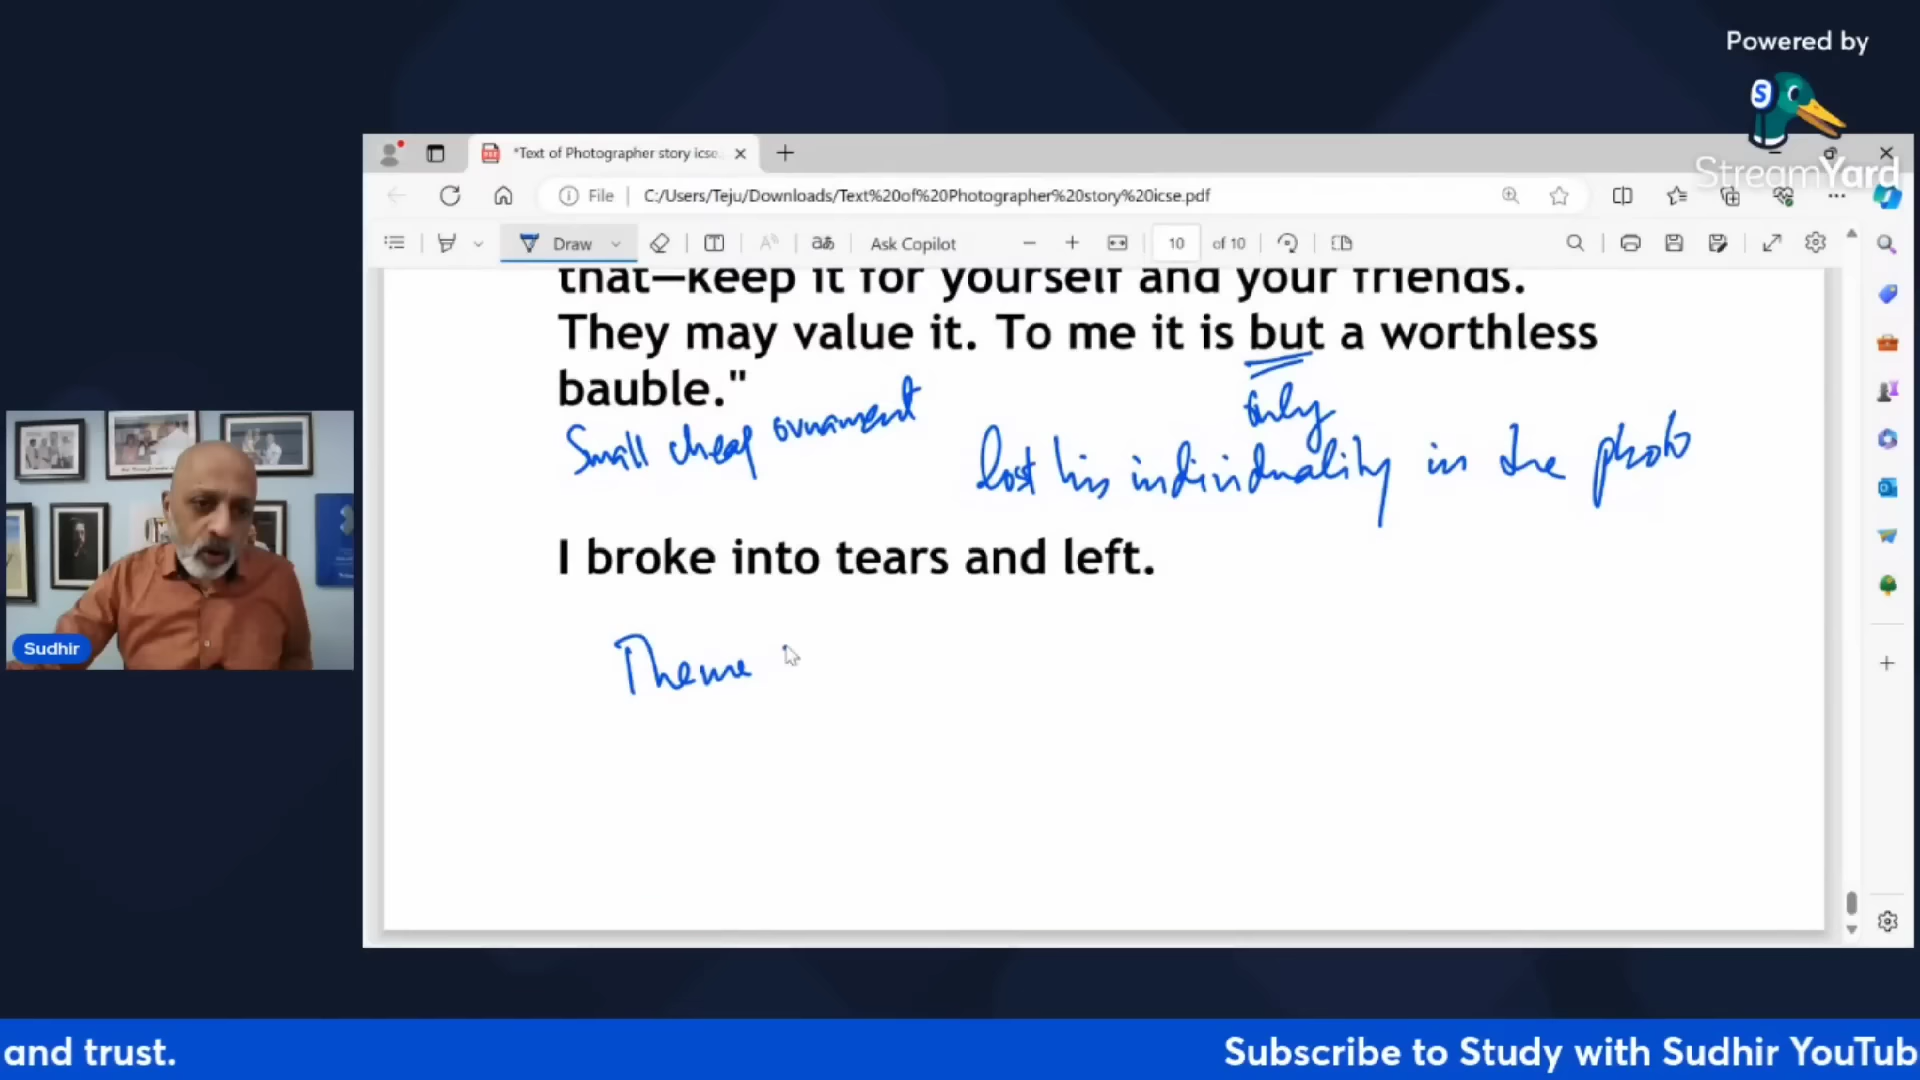 Powered by
StreamYard
*Text of Photographer story icse.
File
C:/Users/Teju/Downloads/Text%20of%20Photographer%20story%20icse.pdf
Draw
aあ
Ask Copilot
10 of 10
that—keep it for yourself and your friends.
They may value it. To me it is but a worthless
bauble."
only
Small cheap ornament
lost his individuality in the photo
I broke into tears and left.
Theme
Sudhir
and trust.
Subscribe to Study with Sudhir YouTub